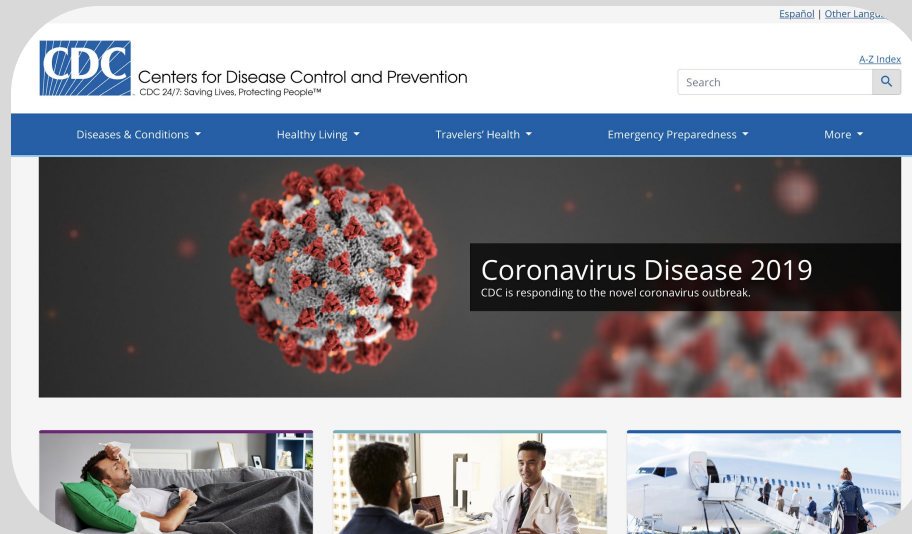 Español | Other
A-Z Index
CDC
Centers for Disease Control and Prevention
CDC 24/7: Saving Lives, Protecting People™
Search
Diseases & Conditions
Healthy Living
Travelers' Health
Emergency Preparedness
More
Coronavirus Disease 2019
CDC is responding to the novel coronavirus outbreak.